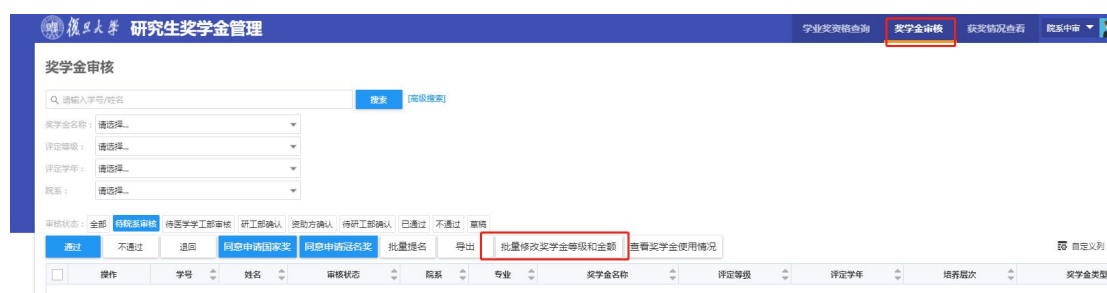 復旦大學 研究生奖学金管理 学业奖资格查询 奖学金审核 获奖情况查看 院系中审
奖学金审核
请输入学号/姓名 搜索 [高级搜索]
奖学金名称: 请选择...
评定等级: 请选择...
评定学年: 请选择...
院系: 请选择...
审核状态: 全部 待院系审核 待医学学工部审核 研工部确认 资助方确认 待研工部确认 已通过 不通过 草稿
通过 不通过 退回 同意申请国家奖 同意申请冠名奖 批量提名 导出 批量修改奖学金等级和金额 查看奖学金使用情况 自定义列
操作 学号 姓名 审核状态 院系 专业 奖学金名称 评定等级 评定学年 培养层次 奖学金类型